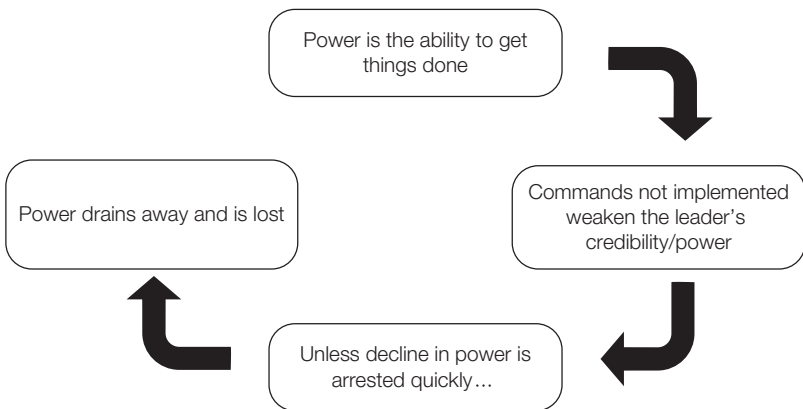 Power is the ability to get
things done
Commands not implemented
weaken the leader’s
credibility/power
Unless decline in power is
arrested quickly…
Power drains away and is lost